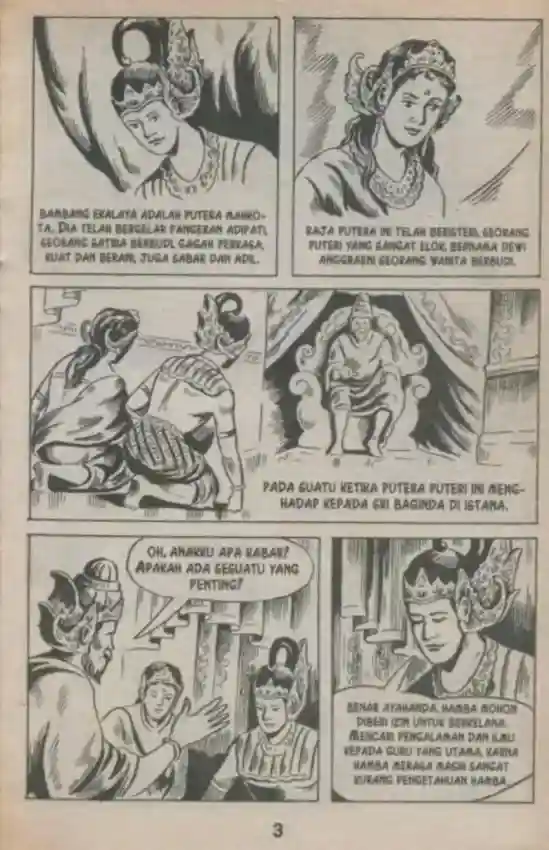 BAMBANG EKALAYA ADALAH PUTERA MAHKO-
TA. DIA TELAH BERGELAR PANGERAN ADIPATI,
SEORANG SATRIA BERBUDI, GAGAH PERKASA,
KUAT DAN BERANI, JUGA SABAR DAN ADIL.
RAJA PUTERA INI TELAH BERISTERI, SEORANG
PUTERI YANG SANGAT ELOK, BERNAMA DEWI
ANGGRAENI SEORANG WANITA BERBUDI.
PADA SUATU KETIKA PUTERA PUTERI INI MENG-
HADAP KEPADA SRI BAGINDA DI ISTANA.
OH, ANAKKU APA KABAR?
APAKAH ADA SESUATU YANG
PENTING?
BENAR AYAHANDA, HAMBA MOHON
DIBERI IZIN UNTUK BERKELANA.
MENCARI PENGALAMAN DAN ILMU
KEPADA GURU YANG UTAMA, KARNA
HAMBA MERASA MASIH SANGAT
KURANG PENGETAHUAN HAMBA...
3